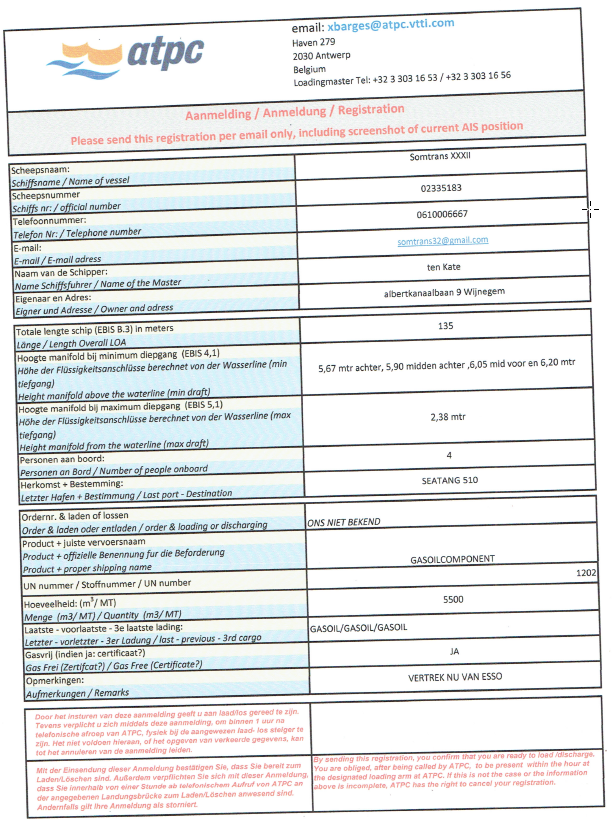 atpc
email: xbarges@atpc.vtti.com
Haven 279
2030 Antwerp
Belgium
Loadingmaster Tel: +32 3 303 16 53 / +32 3 303 16 56
Aanmelding / Anmeldung / Registration
Please send this registration per email only, including screenshot of current AIS position
Scheepsnaam:
Schiffsname / Name of vessel
Somtrans XXXII
Scheepsnummer
Schiffs nr: / official number
02335183
Telefoonnummer:
Telefon Nr: / Telephone number
0610006667
E-mail:
E-mail / E-mail adress
somtrans32@gmail.com
Naam van de Schipper:
Name Schiffsfuhrer / Name of the Master
ten Kate
Eigenaar en Adres:
Eigner und Adresse / Owner and adress
albertkanaalbaan 9 Wijnegem
Totale lengte schip (EBIS B.3) in meters
Länge / Length Overall LOA
135
Hoogte manifold bij minimum diepgang (EBIS 4,1)
Höhe der Flüssigkeitsanschlüsse berechnet von der Wasserline (min
tiefgang)
Height manifold above the waterline (min draft)
5,67 mtr achter, 5,90 midden achter ,6,05 mid voor en 6,20 mtr
Hoogte manifold bij maximum diepgang (EBIS 5,1)
Höhe der Flüssigkeitsanschlüsse berechnet von der Wasserline (max
tiefgang)
Height manifold from the waterline (max draft)
2,38 mtr
Personen aan boord:
Personen an Bord / Number of people onboard
4
Herkomst + Bestemming:
Letzter Hafen + Bestimmung / Last port - Destination
SEATANG 510
Ordernr. & laden of lossen
Order & laden oder entladen / order & loading or discharging
ONS NIET BEKEND
Product + juiste vervoersnaam
Product + offizielle Benennung fur die Beforderung
Product + proper shipping name
GASOILCOMPONENT
UN nummer / Stoffnummer / UN number
1202
Hoeveelheid: (m³/ MT)
Menge (m3/ MT) / Quantity (m3/ MT)
5500
Laatste - voorlaatste - 3e laatste lading:
Letzter - vorletzter - 3rer Ladung / last - previous - 3rd cargo
GASOIL/GASOIL/GASOIL
Gasvrij (indien ja: certificaat?)
Gas Frei (Zertifcat?) / Gas Free (Certificate?)
JA
Opmerkingen:
Aufmerkungen / Remarks
VERTREK NU VAN ESSO
Door het insturen van deze aanmelding geeft u aan laad/los gereed te zijn.
Tevens verplicht u zich middels deze aanmelding, om binnen 1 uur na
telefonische afroep van ATPC, fysiek bij de aangewezen laad- los steiger te
zijn. Het niet voldoen hieraan, of het opgeven van verkeerde gegevens, kan
tot het annuleren van de aanmelding leiden.
Mit der Einsendung dieser Anmeldung bestätigen Sie, dass Sie bereit zum
Laden/Löschen sind. Außerdem verpflichten Sie sich mit dieser Anmeldung,
dass Sie innerhalb von einer Stunde ab telefonischem Aufruf von ATPC an
der angegebenen Landungsbrücke zum Laden/Löschen anwesend sind.
Andernfalls gilt Ihre Anmeldung als storniert.
By sending this registration, you confirm that you are ready to load /discharge.
You are obliged, after being called by ATPC, to be present within the hour at
the designated loading arm at ATPC. If this is not the case or the information
above is incomplete, ATPC has the right to cancel your registration.